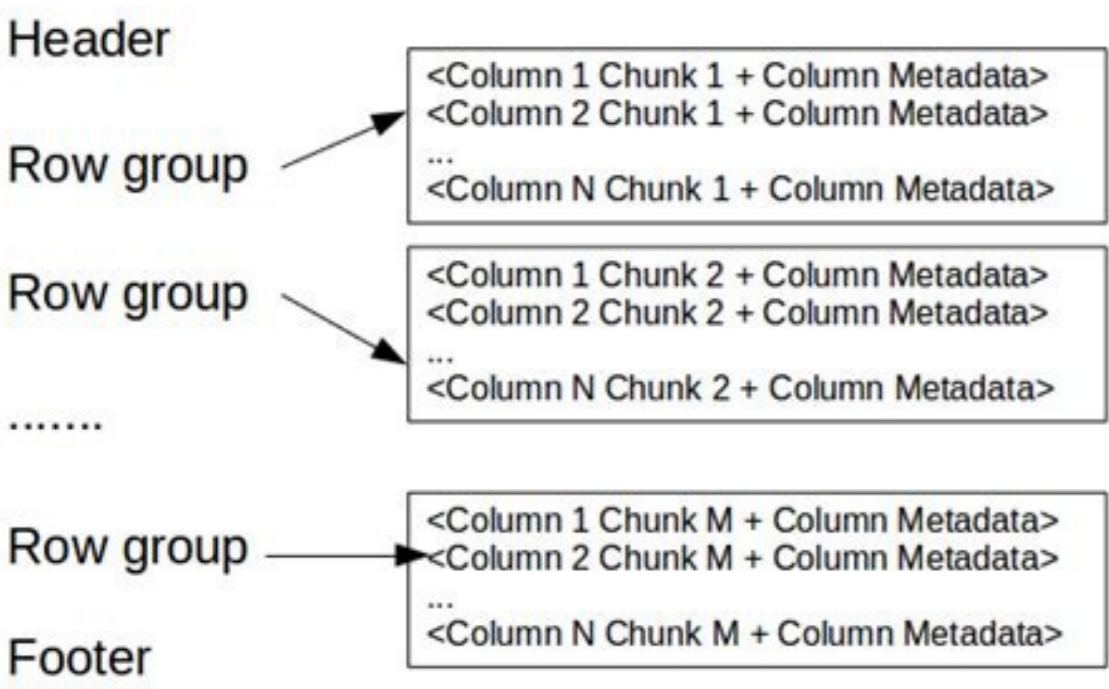 Header
Row group
<Column 1 Chunk 1 + Column Metadata>
<Column 2 Chunk 1 + Column Metadata>
...
<Column N Chunk 1 + Column Metadata>
Row group
<Column 1 Chunk 2 + Column Metadata>
<Column 2 Chunk 2 + Column Metadata>
...
<Column N Chunk 2 + Column Metadata>
.......
Row group
<Column 1 Chunk M + Column Metadata>
<Column 2 Chunk M + Column Metadata>
...
<Column N Chunk M + Column Metadata>
Footer